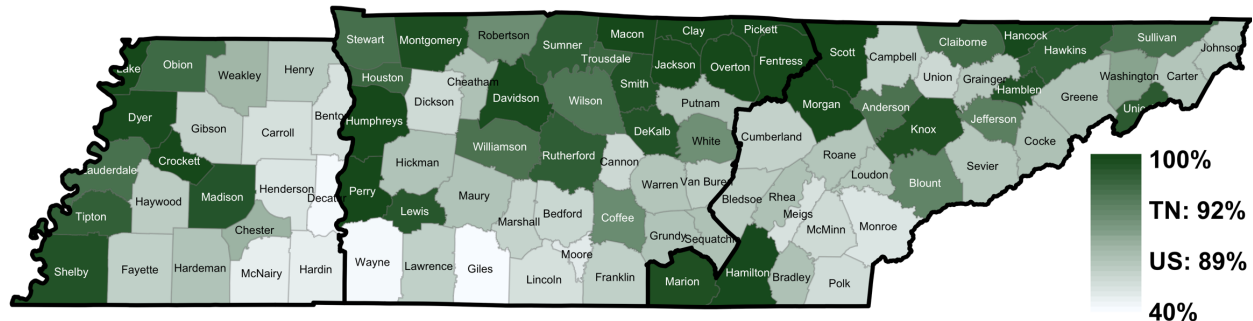 Lake
Obion
Weakley
Henry
Stewart
Montgomery
Robertson
Sumner
Macon
Clay
Pickett
Trousdale
Scott
Campbell
Claiborne
Hancock
Hawkins
Sullivan
Johnson
Dyer
Gibson
Carroll
Bento
Houston
Dickson
Cheatham
Davidson
Wilson
Smith
Jackson
Overton
Fentress
Putnam
Morgan
Anderson
Union
Grainger
Hamblen
Greene
Washington
Carter
Unic
Humphreys
Crockett
Lauderdale
Haywood
Madison
Henderson
Decatu
Perry
Hickman
Williamson
Rutherford
DeKalb
White
Cannon
Cumberland
Roane
Loudon
Knox
Jefferson
Cocke
Sevier
Blount
Tipton
Chester
Lewis
Maury
Marshall
Bedford
Coffee
Warren
Van Bure
Bledsoe
Rhea
Meigs
McMinn
Monroe
Shelby
Fayette
Hardeman
McNairy
Hardin
Wayne
Lawrence
Giles
Lincoln
Moore
Franklin
Grundy
Sequatchi
Marion
Hamilton
Bradley
Polk
100%
TN: 92%
US: 89%
40%